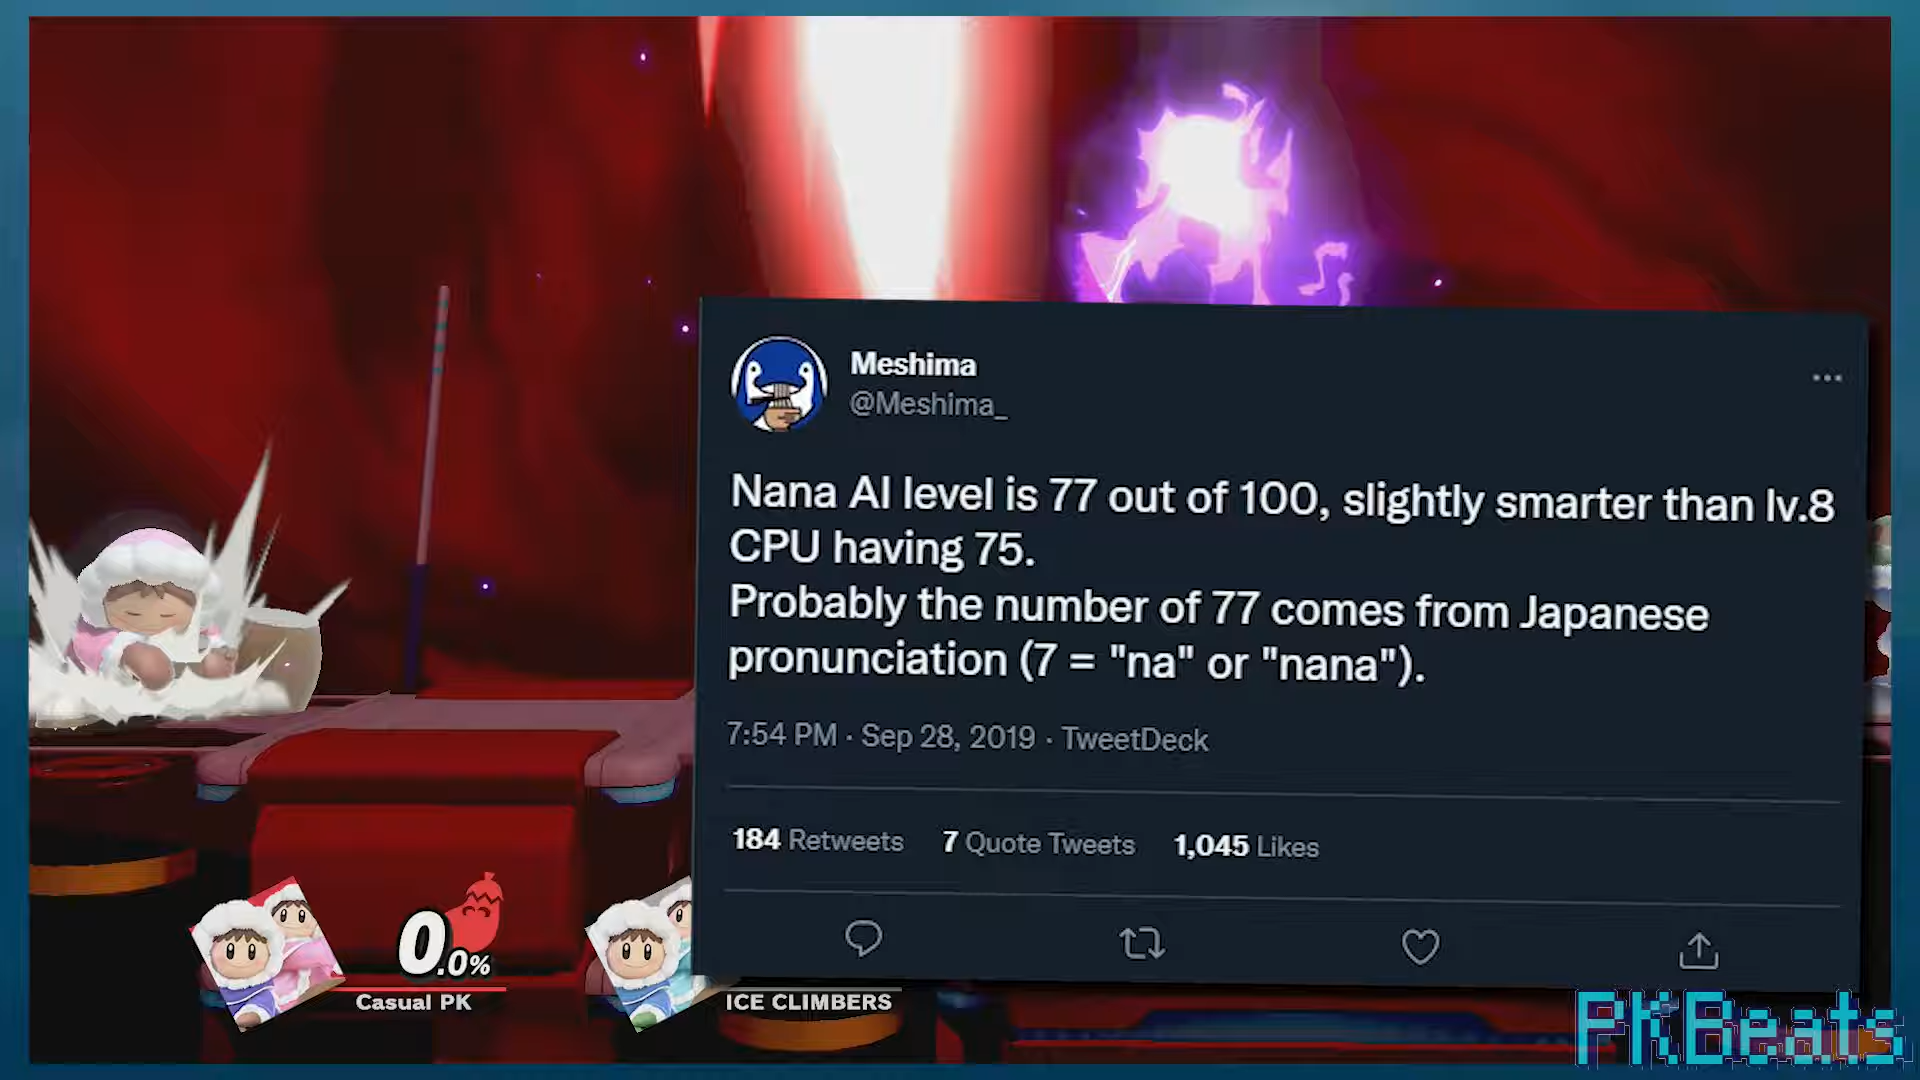 Meshima
@Meshima_
Nana AI level is 77 out of 100, slightly smarter than lv.8
CPU having 75.
Probably the number of 77 comes from Japanese
pronunciation (7 = "na" or "nana").
7:54 PM · Sep 28, 2019 · TweetDeck
184 Retweets 7 Quote Tweets 1,045 Likes
0.0%
Casual PK
ICE CLIMBERS
PKBeats